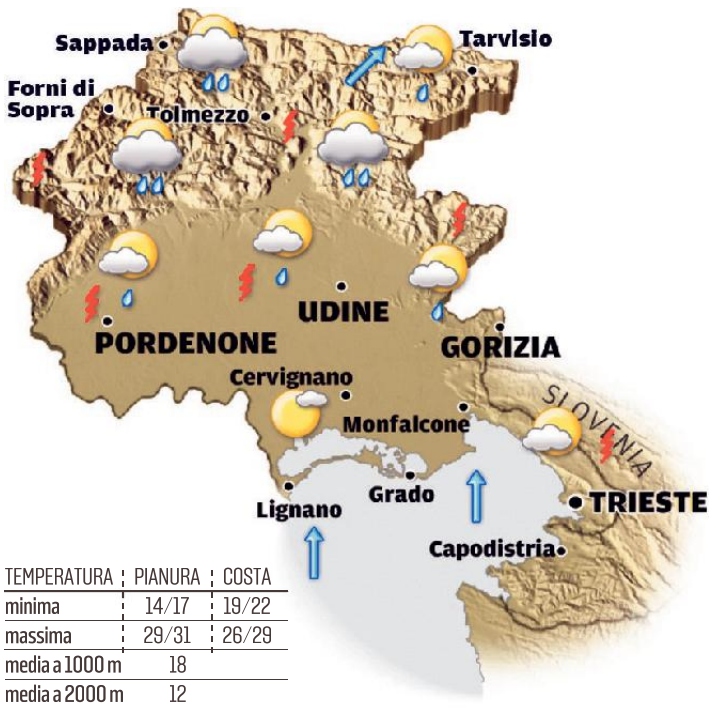 Sappada
Tarvisio
Forni di
Sopra
Tolmezzo
UDINE
PORDENONE
GORIZIA
Cervignano
Monfalcone
SLOVENIA
Lignano
Grado
TRIESTE
Capodistria
TEMPERATURA PIANURA COSTA
minima 14/17 19/22
massima 29/31 26/29
media a 1000 m 18
media a 2000 m 12